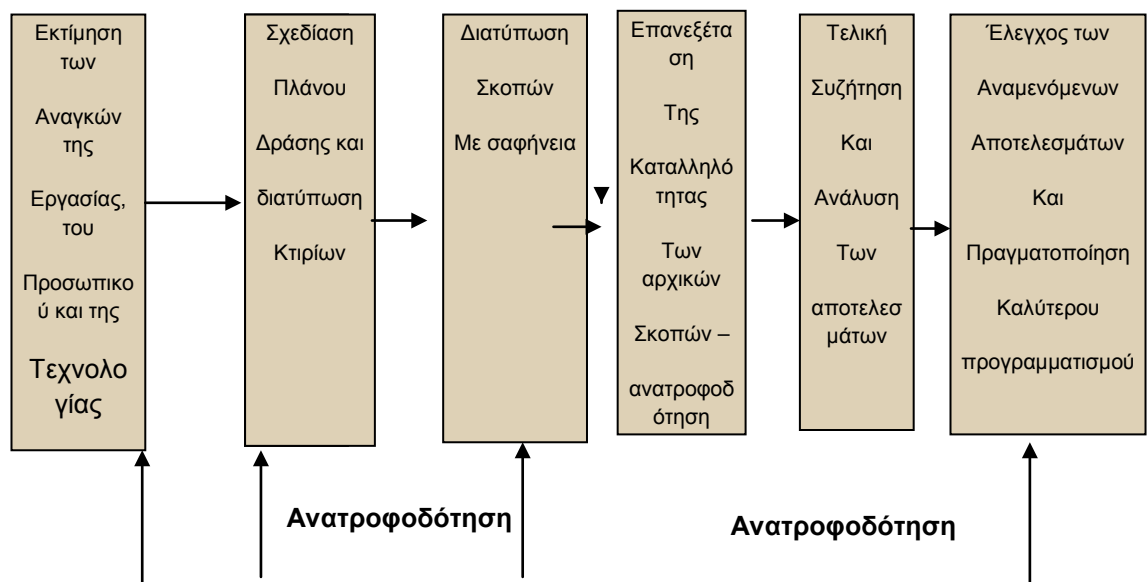 Εκτίμηση
των
Αναγκών
της
Εργασίας,
του
Προσωπικο
ύ και της
Τεχνολο
γίας
Σχεδίαση
Πλάνου
Δράσης και
διατύπωση
Κτιρίων
Διατύπωση
Σκοπών
Με σαφήνεια
Επανεξέτα
ση
Της
Καταλληλό
τητας
Των
αρχικών
Σκοπών –
ανατροφοδ
ότηση
Τελική
Συζήτηση
Και
Ανάλυση
Των
αποτελεσ
μάτων
Έλεγχος των
Αναμενόμενων
Αποτελεσμάτων
Και
Πραγματοποίηση
Καλύτερου
προγραμματισμού
Ανατροφοδότηση
Ανατροφοδότηση